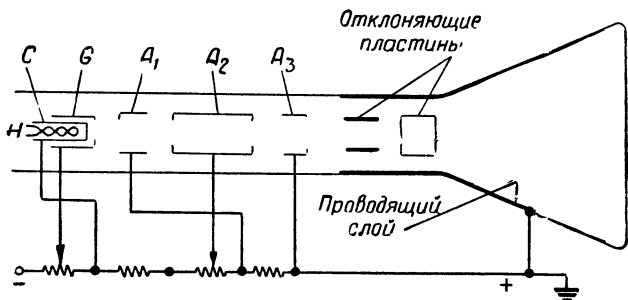 Отклоняющие
пластины
C G A1 A2 A3
H
Проводящий
слой
- +